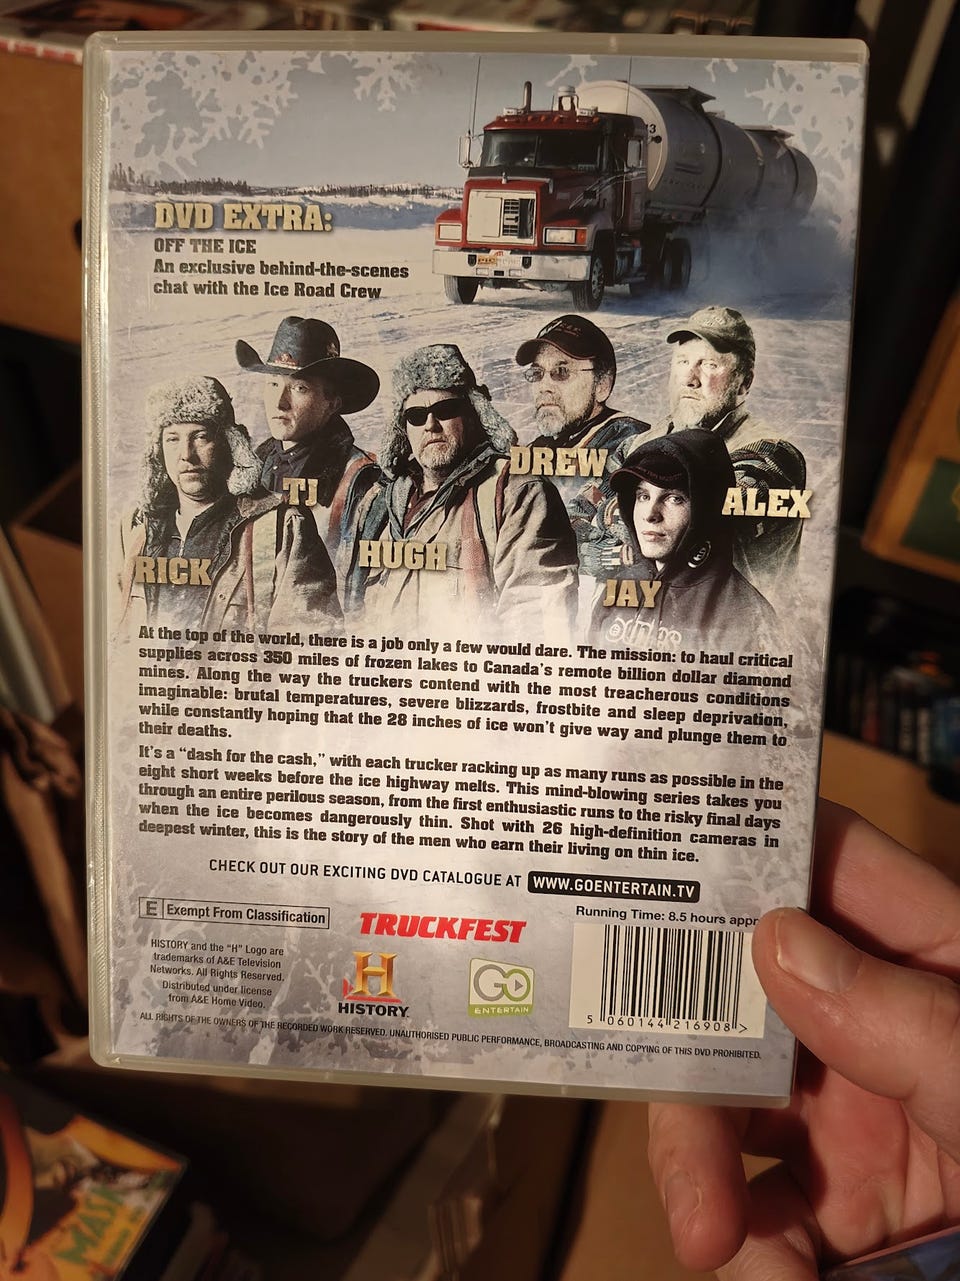 DVD EXTRA:
OFF THE ICE
An exclusive behind-the-scenes
chat with the Ice Road Crew
DREW
TJ
ALEX
HUGH
RICK
JAY
At the top of the world, there is a job only a few would dare. The mission: to haul critical
supplies across 350 miles of frozen lakes to Canada's remote billion dollar diamond
mines. Along the way the truckers contend with the most treacherous conditions
imaginable: brutal temperatures, severe blizzards, frostbite and sleep deprivation,
while constantly hoping that the 28 inches of ice won't give way and plunge them to
their deaths.
It's a "dash for the cash," with each trucker racking up as many runs as possible in the
eight short weeks before the ice highway melts. This mind-blowing series takes you
through an entire perilous season, from the first enthusiastic runs to the risky final days
when the ice becomes dangerously thin. Shot with 26 high-definition cameras in
deepest winter, this is the story of the men who earn their living on thin ice.
CHECK OUT OUR EXCITING DVD CATALOGUE AT WWW.GOENTERTAIN.TV
E Exempt From Classification
TRUCKFEST
Running Time: 8.5 hours appr
HISTORY and the "H" Logo are
trademarks of A&E Television
Networks. All Rights Reserved.
Distributed under license
from A&E Home Video.
H
HISTORY
GO
ENTERTAIN
5 060144 216908 >
ALL RIGHTS OF THE OWNERS OF THE RECORDED WORK RESERVED. UNAUTHORISED PUBLIC PERFORMANCE, BROADCASTING AND COPYING OF THIS DVD PROHIBITED.
MASH